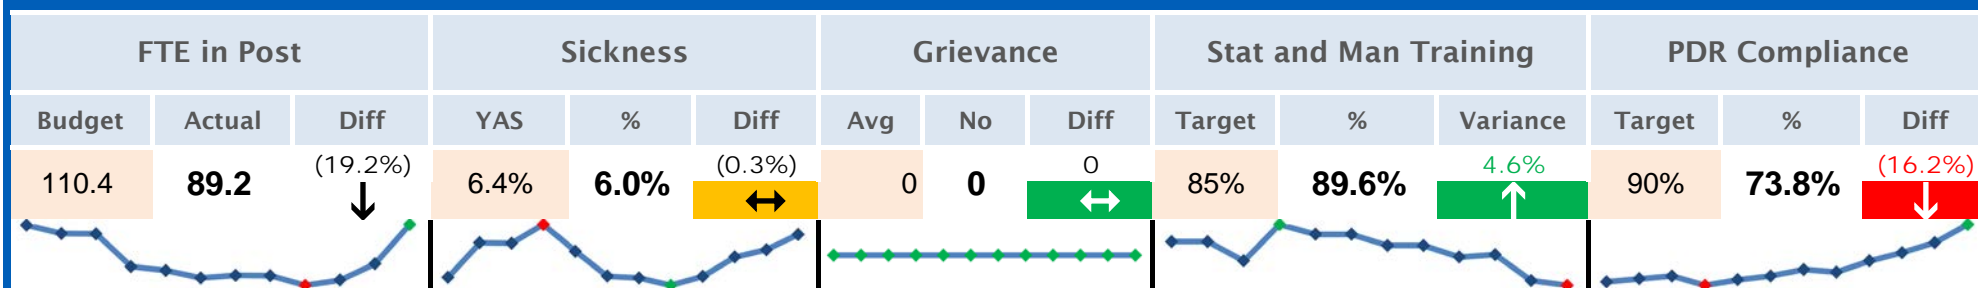 FTE in Post Sickness Grievance Stat and Man Training PDR Compliance
Budget Actual Diff YAS % Diff Avg No Diff Target % Variance Target % Diff
110.4 89.2 (19.2%) 6.4% 6.0% (0.3%) 0 0 0 85% 89.6% 4.6% 90% 73.8% (16.2%)